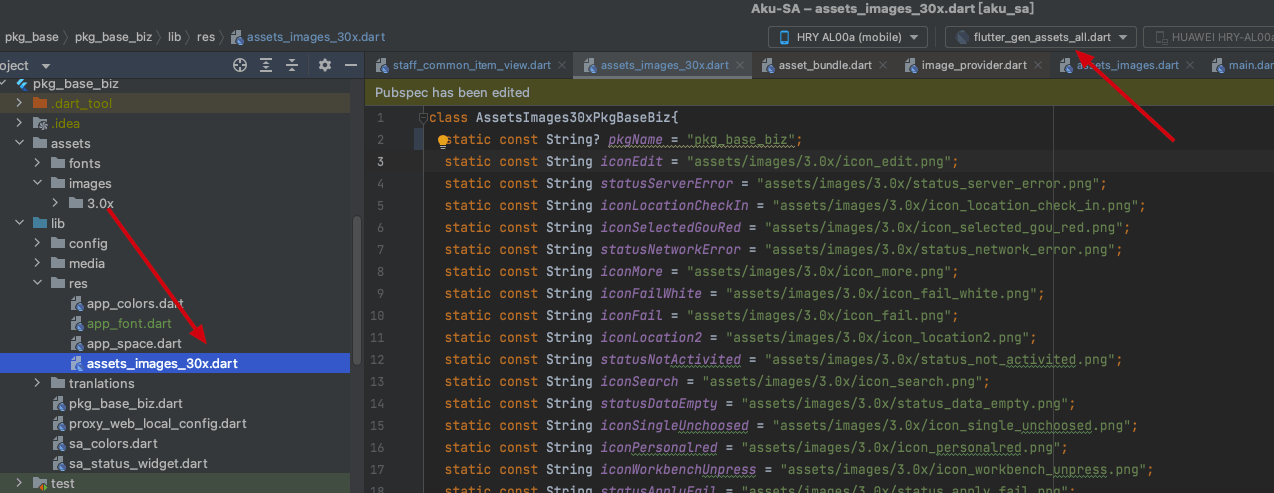 Aku-SA – assets_images_30x.dart [aku_sa]
pkg_base 〉 pkg_base_biz 〉 lib 〉 res 〉 assets_images_30x.dart
HRY AL00a (mobile)
flutter_gen_assets_all.dart
HUAWEI HRY-AL00a
oject
staff_common_item_view.dart
assets_images_30x.dart
asset_bundle.dart
image_provider.dart
assets_images.dart
main.dar
pkg_base_biz
.dart_tool
.idea
assets
fonts
images
3.0x
lib
config
media
res
app_colors.dart
app_font.dart
app_space.dart
assets_images_30x.dart
tranlations
pkg_base_biz.dart
proxy_web_local_config.dart
sa_colors.dart
sa_status_widget.dart
test
Pubspec has been edited
1 class AssetsImages30xPkgBaseBiz{
2 static const String? pkgName = "pkg_base_biz";
3 static const String iconEdit = "assets/images/3.0x/icon_edit.png";
4 static const String statusServerError = "assets/images/3.0x/status_server_error.png";
5 static const String iconLocationCheckIn = "assets/images/3.0x/icon_location_check_in.png";
6 static const String iconSelectedGouRed = "assets/images/3.0x/icon_selected_gou_red.png";
7 static const String statusNetworkError = "assets/images/3.0x/status_network_error.png";
8 static const String iconMore = "assets/images/3.0x/icon_more.png";
9 static const String iconFailWhite = "assets/images/3.0x/icon_fail_white.png";
10 static const String iconFail = "assets/images/3.0x/icon_fail.png";
11 static const String iconLocation2 = "assets/images/3.0x/icon_location2.png";
12 static const String statusNotActivited = "assets/images/3.0x/status_not_activited.png";
13 static const String iconSearch = "assets/images/3.0x/icon_search.png";
14 static const String statusDataEmpty = "assets/images/3.0x/status_data_empty.png";
15 static const String iconSingleUnchoosed = "assets/images/3.0x/icon_single_unchoosed.png";
16 static const String iconPersonalred = "assets/images/3.0x/icon_personalred.png";
17 static const String iconWorkbenchUnpress = "assets/images/3.0x/icon_workbench_unpress.png";
18 static const String statusApplyFail = "assets/images/3.0x/status_apply_fail.png";